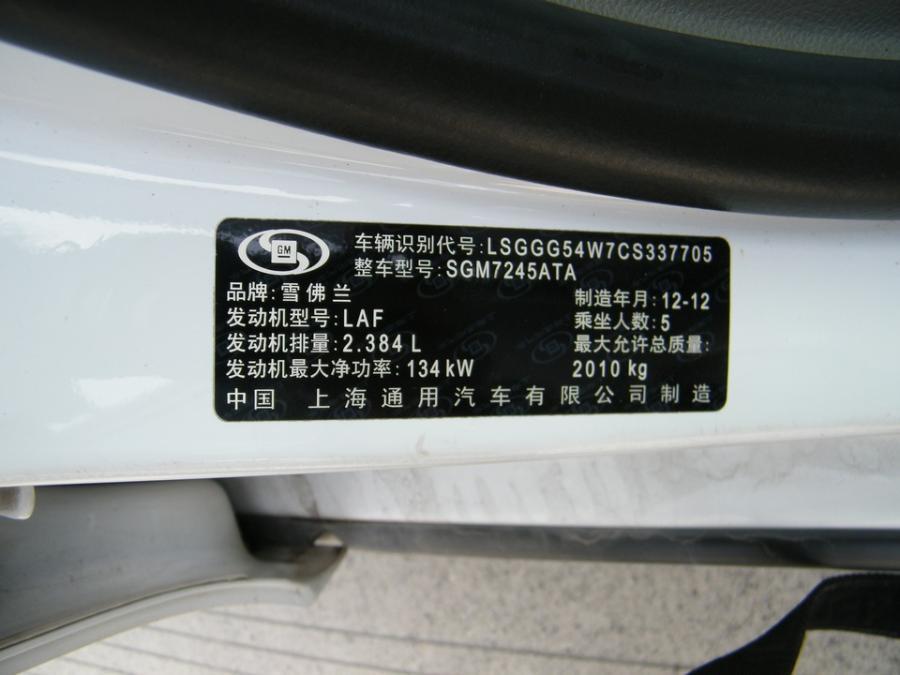 GM
车辆识别代号:LSGGG54W7CS337705
整车型号:SGM7245ATA
品牌:雪佛兰
制造年月:12-12
发动机型号:LAF
乘坐人数:5
发动机排量:2.384 L
最大允许总质量:
发动机最大净功率:134 kW
2010 kg
中国 上海通用汽车有限公司制造